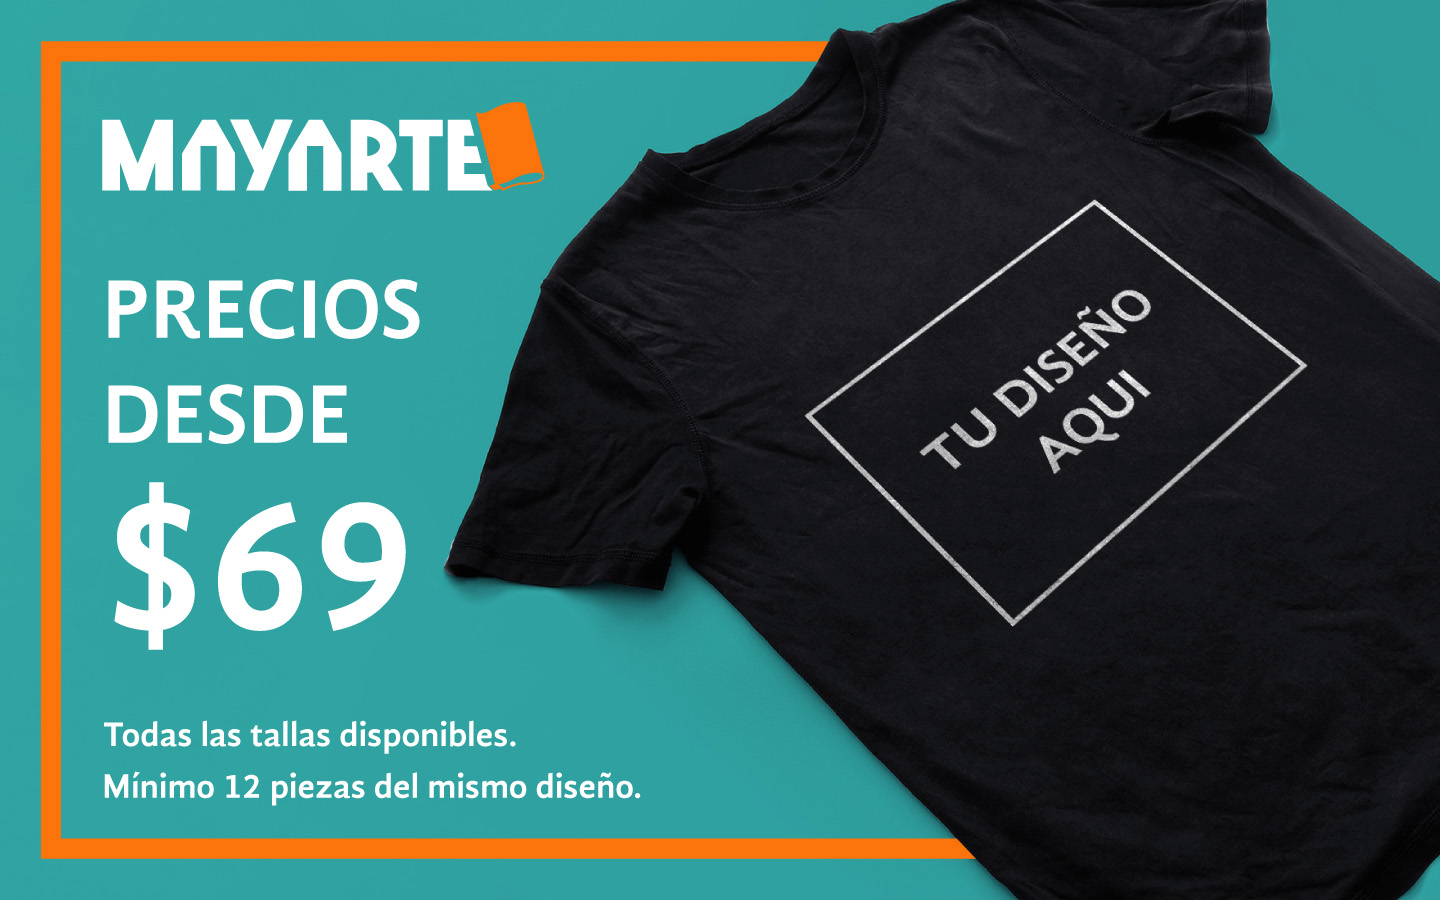 MAYARTE
PRECIOS
DESDE
$69
Todas las tallas disponibles.
Mínimo 12 piezas del mismo diseño.
TU DISEÑO
AQUI